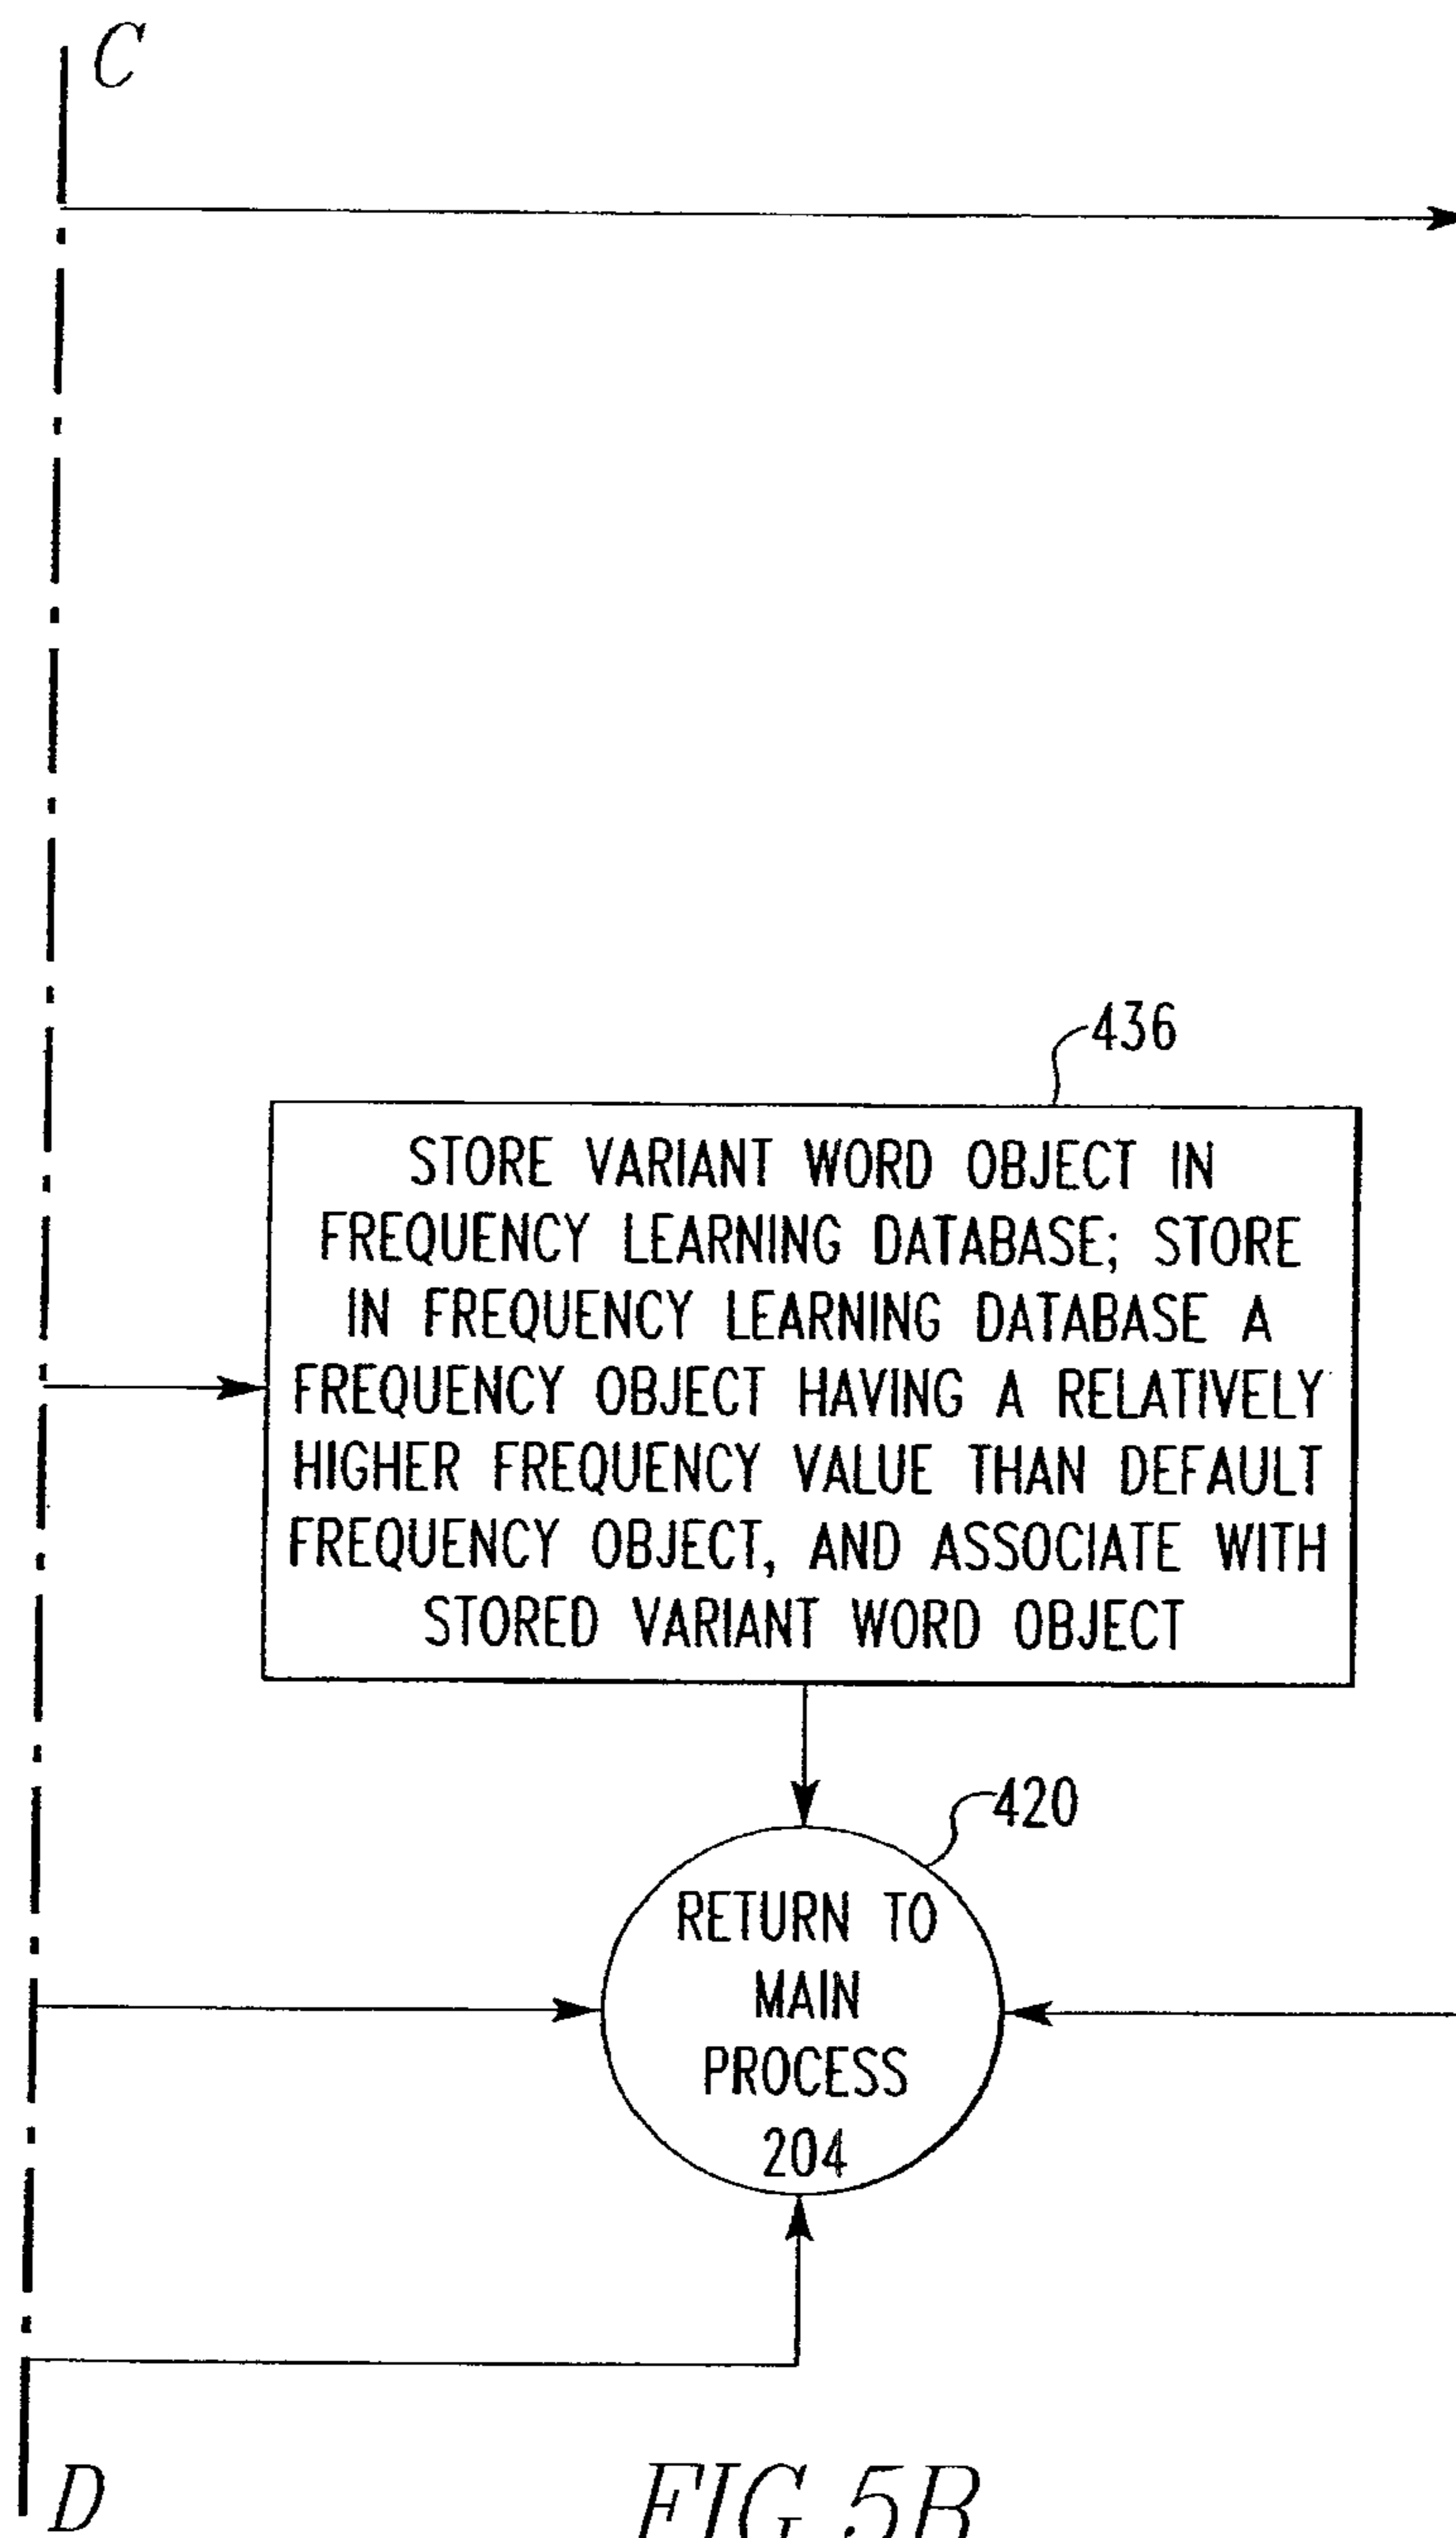 C
436
STORE VARIANT WORD OBJECT IN
FREQUENCY LEARNING DATABASE; STORE
IN FREQUENCY LEARNING DATABASE A
FREQUENCY OBJECT HAVING A RELATIVELY
HIGHER FREQUENCY VALUE THAN DEFAULT
FREQUENCY OBJECT, AND ASSOCIATE WITH
STORED VARIANT WORD OBJECT
420
RETURN TO
MAIN
PROCESS
204
D
FIG.5B